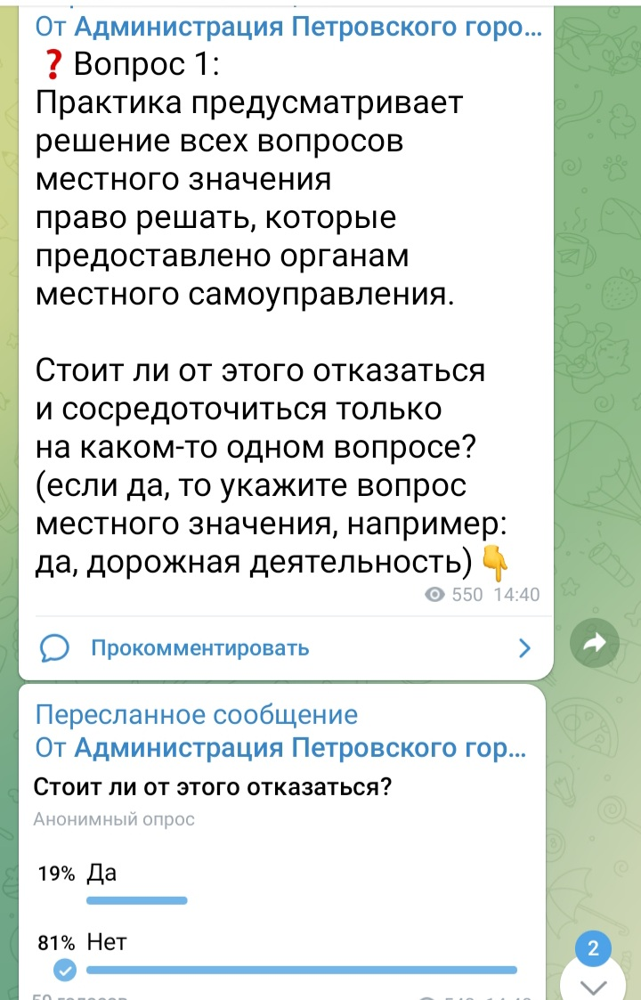 От Администрация Петровского горо...
❓ Вопрос 1:
Практика предусматривает
решение всех вопросов
местного значения
право решать, которые
предоставлено органам
местного самоуправления.
Стоит ли от этого отказаться
и сосредоточиться только
на каком-то одном вопросе?
(если да, то укажите вопрос
местного значения, например:
да, дорожная деятельность)👇
550 14:40
Прокомментировать
Пересланное сообщение
От Администрация Петровского гор...
Стоит ли от этого отказаться?
Анонимный опрос
19% Да
81% Нет
2